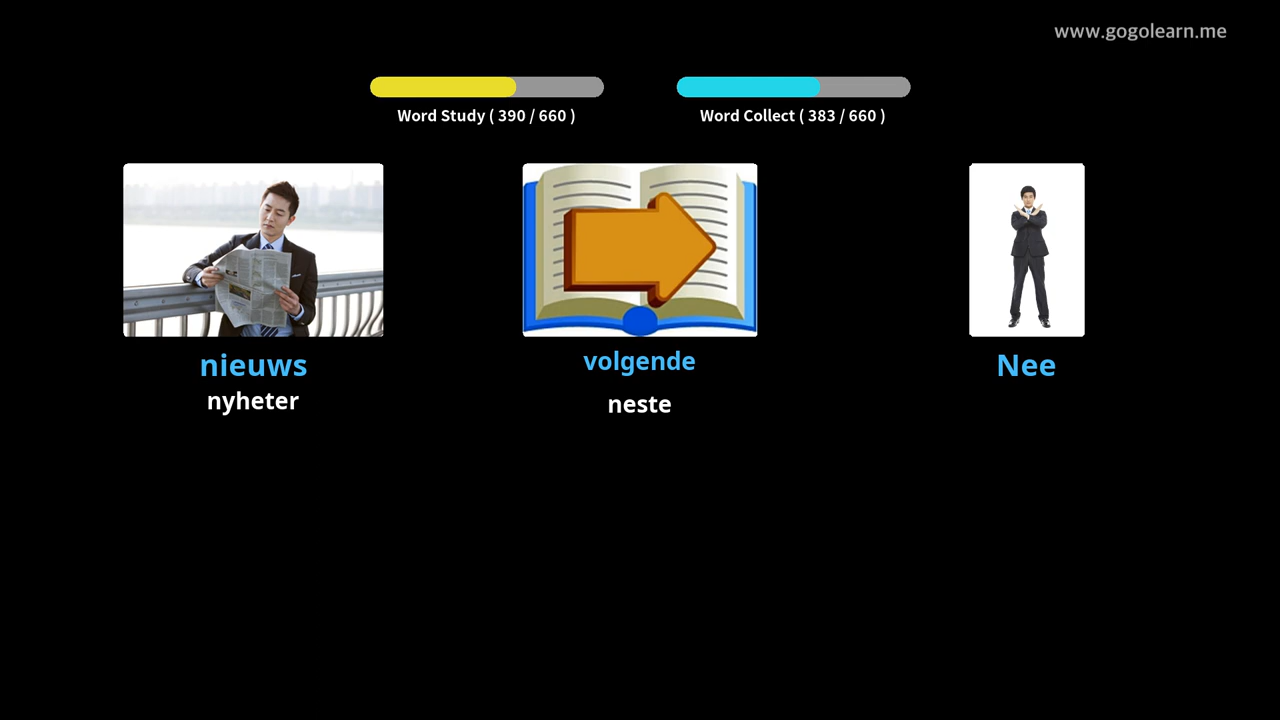 www.gogolearn.me
Word Study ( 390 / 660 )
Word Collect ( 383 / 660 )
nieuws
nyheter
volgende
neste
Nee